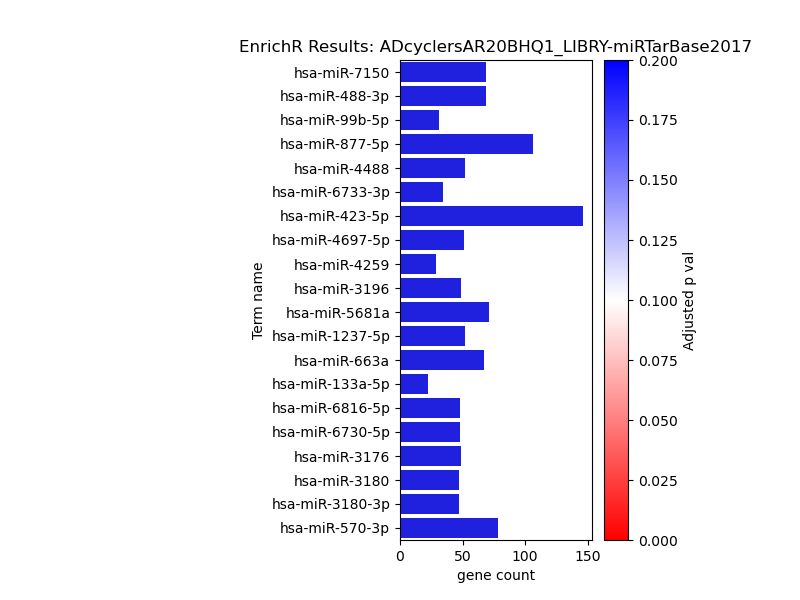 EnrichR Results: ADcyclersAR20BHQ1_LIBRY-miRTarBase2017
Term name
hsa-miR-7150
hsa-miR-488-3p
hsa-miR-99b-5p
hsa-miR-877-5p
hsa-miR-4488
hsa-miR-6733-3p
hsa-miR-423-5p
hsa-miR-4697-5p
hsa-miR-4259
hsa-miR-3196
hsa-miR-5681a
hsa-miR-1237-5p
hsa-miR-663a
hsa-miR-133a-5p
hsa-miR-6816-5p
hsa-miR-6730-5p
hsa-miR-3176
hsa-miR-3180
hsa-miR-3180-3p
hsa-miR-570-3p
0 50 100 150
gene count
0.200
0.175
0.150
0.125
0.100
0.075
0.050
0.025
0.000
Adjusted p val